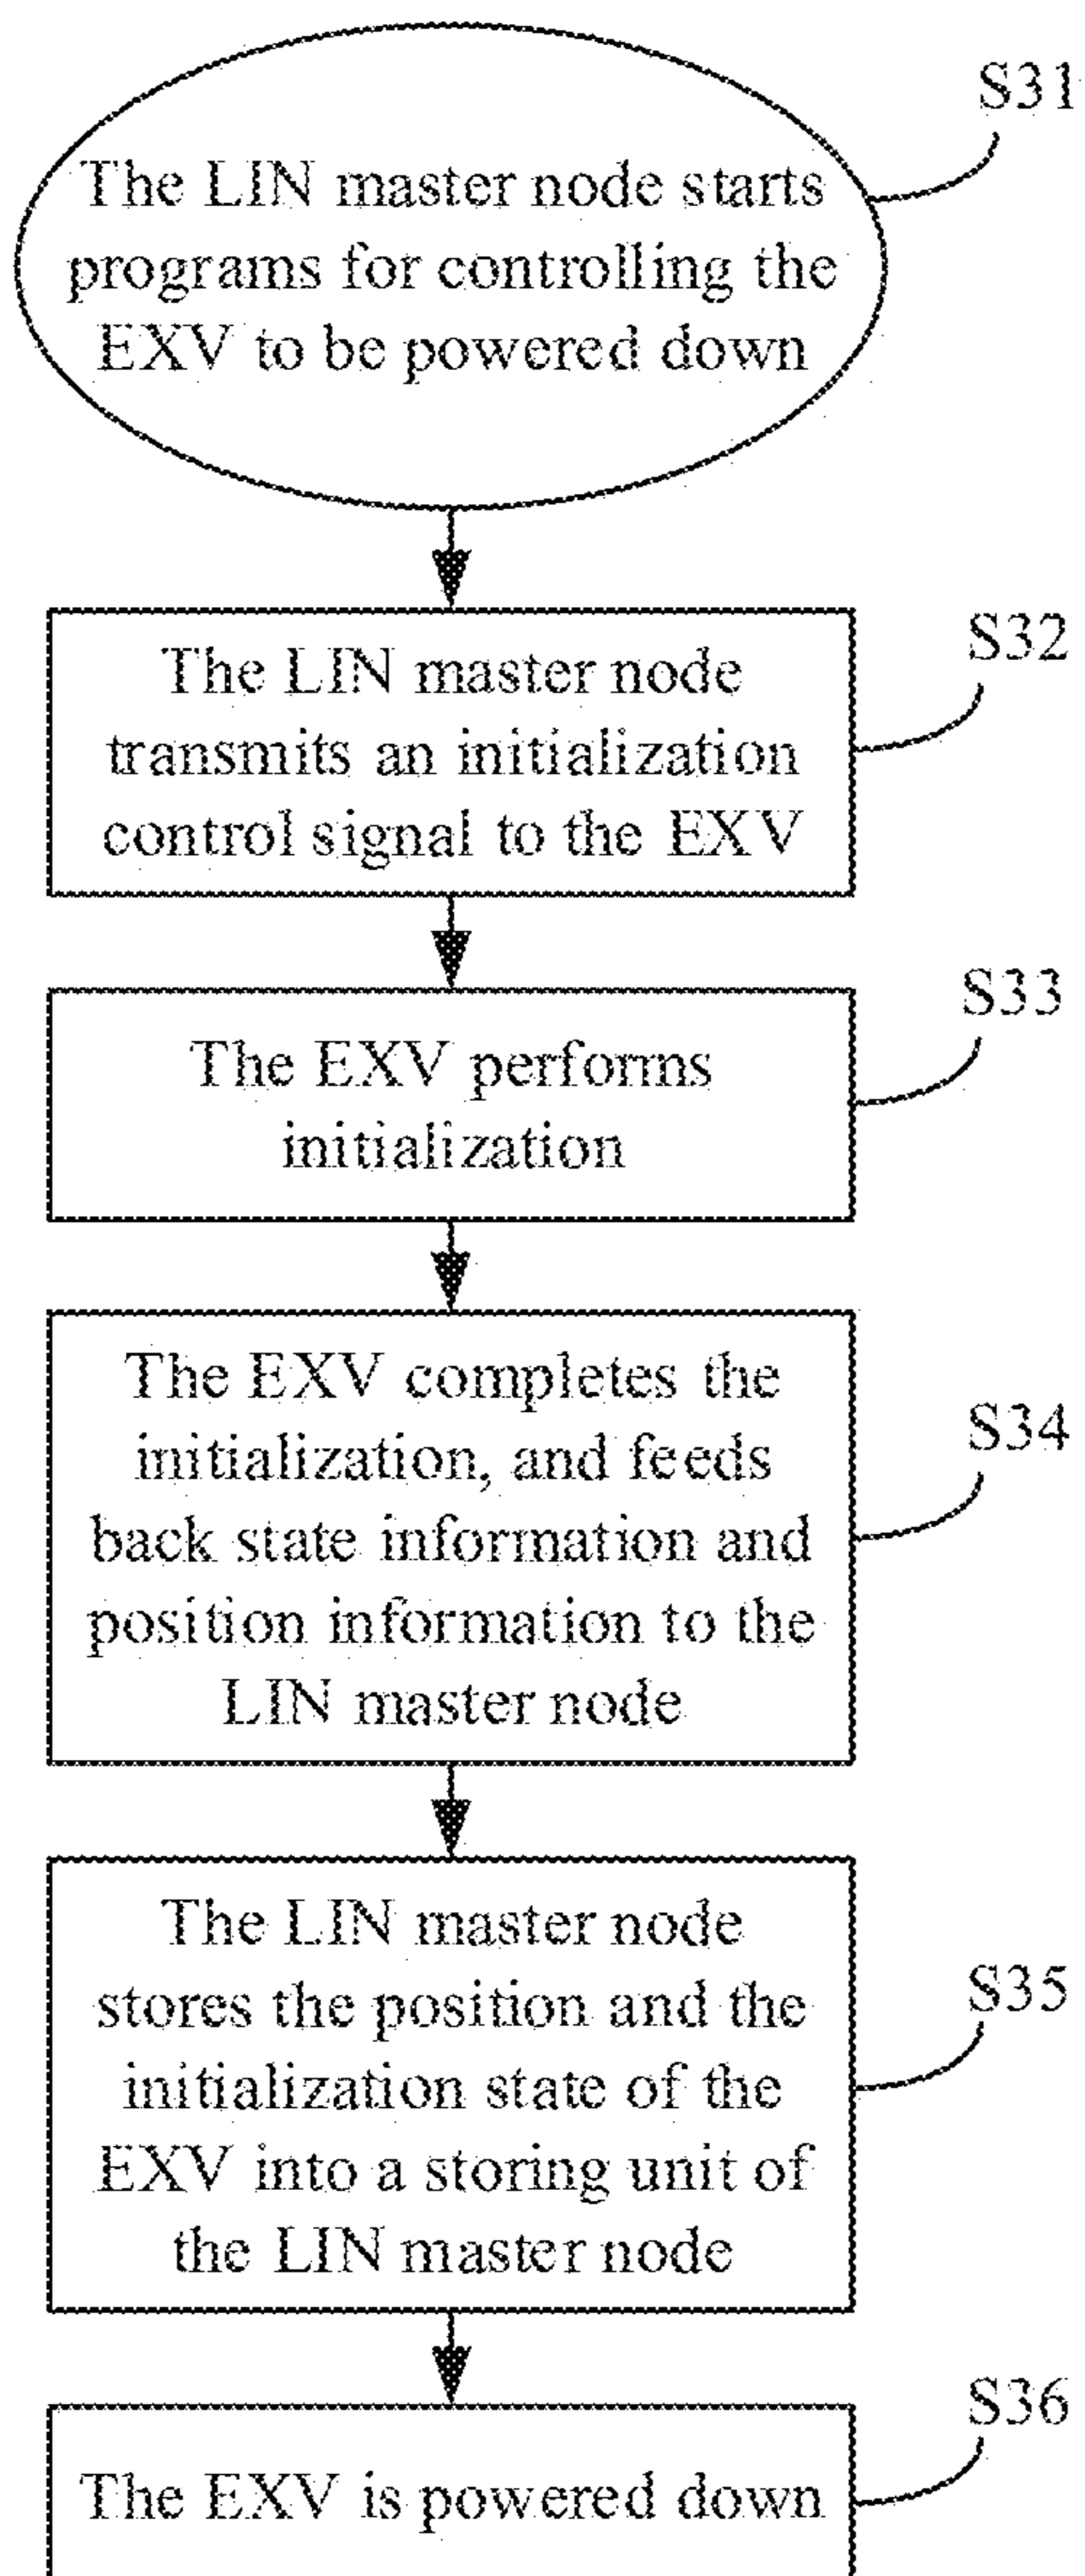 S31
The LIN master node starts
programs for controlling the
EXV to be powered down
S32
The LIN master node
transmits an initialization
control signal to the EXV
S33
The EXV performs
initialization
S34
The EXV completes the
initialization, and feeds
back state information and
position information to the
LIN master node
S35
The LIN master node
stores the position and the
initialization state of the
EXV into a storing unit of
the LIN master node
S36
The EXV is powered down